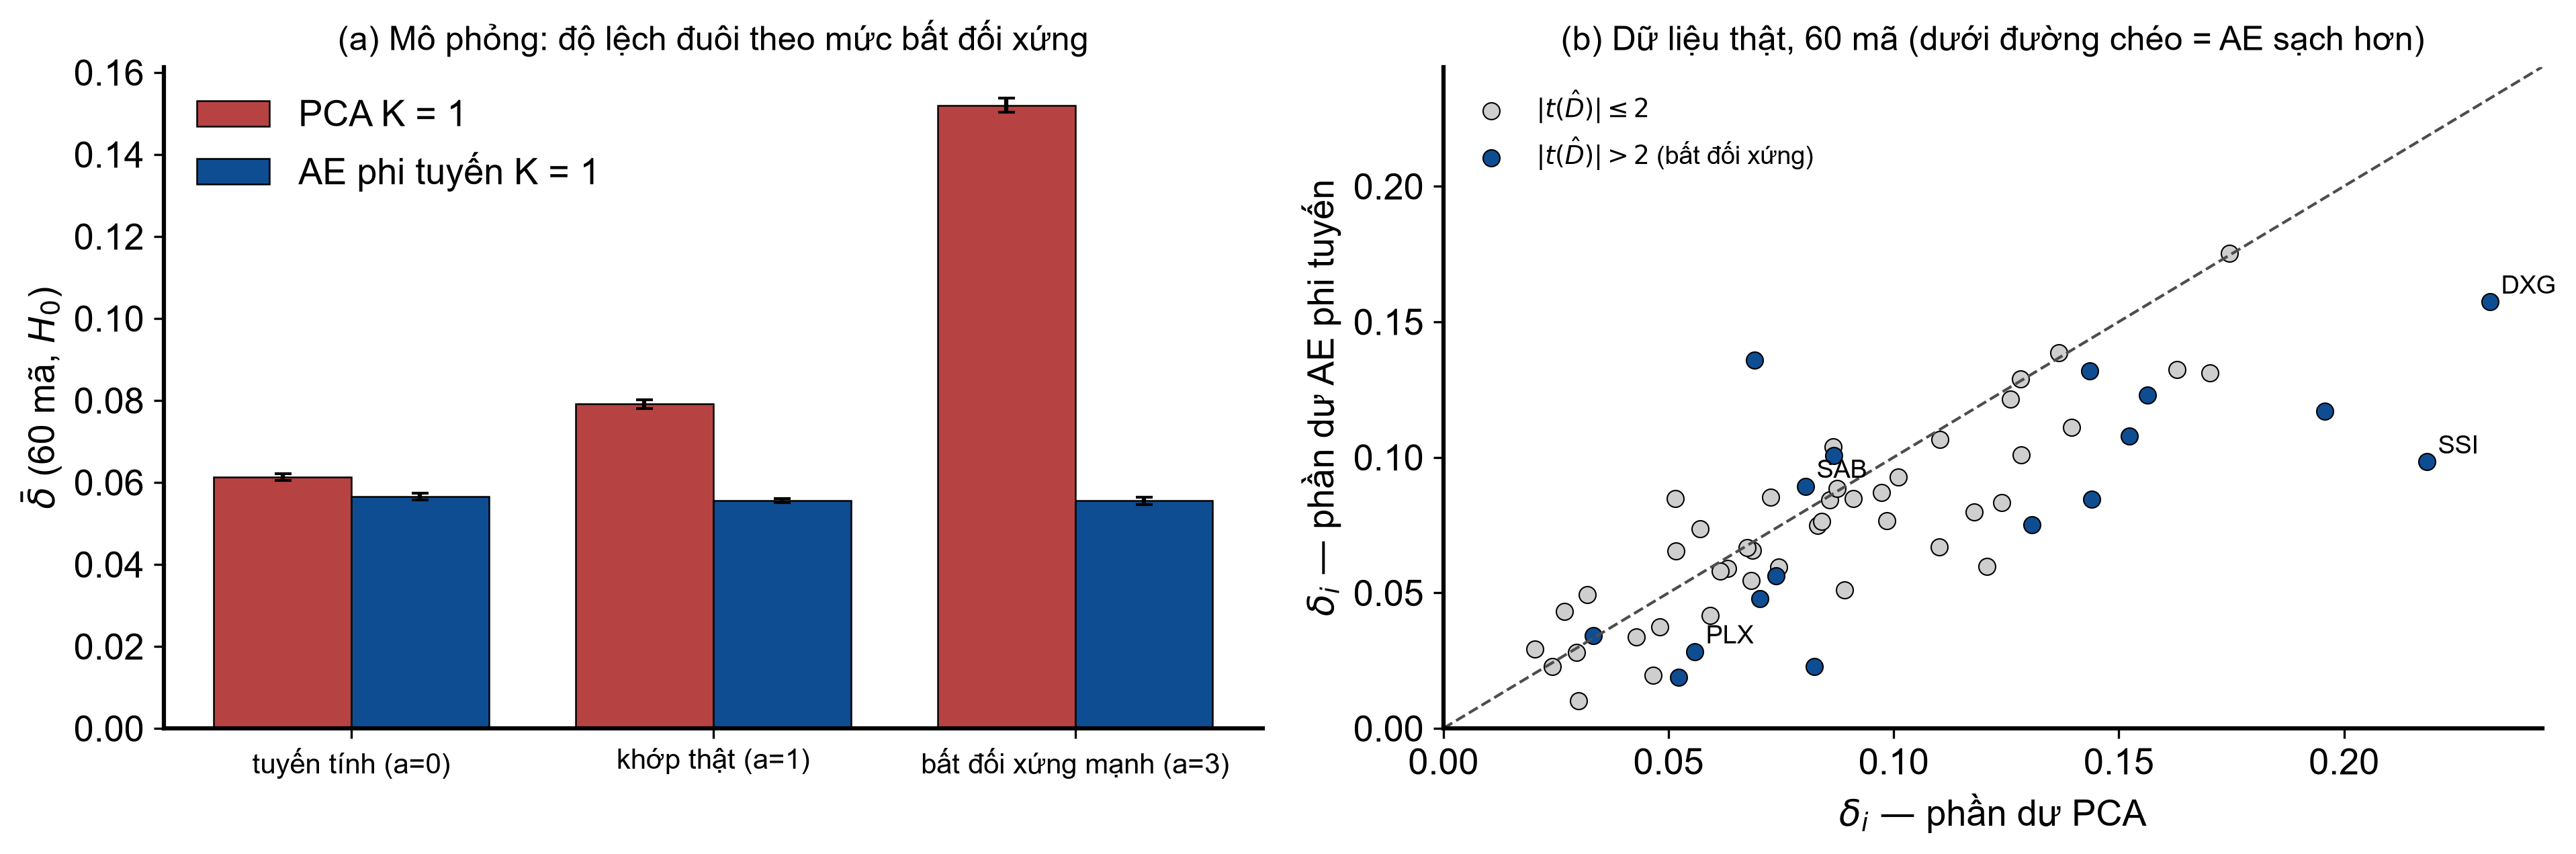 (a) Mô phỏng: độ lệch đuôi theo mức bất đối xứng
δ̄ (60 mã, H₀)
0.16
0.14
0.12
0.10
0.08
0.06
0.04
0.02
0.00
PCA K = 1
AE phi tuyến K = 1
tuyến tính (a=0)
khớp thật (a=1)
bất đối xứng mạnh (a=3)
(b) Dữ liệu thật, 60 mã (dưới đường chéo = AE sạch hơn)
δᵢ — phần dư AE phi tuyến
0.20
0.15
0.10
0.05
0.00
|t(D̂)| ≤ 2
|t(D̂)| > 2 (bất đối xứng)
DXG
SSI
SAB
PLX
0.00
0.05
0.10
0.15
0.20
δᵢ — phần dư PCA